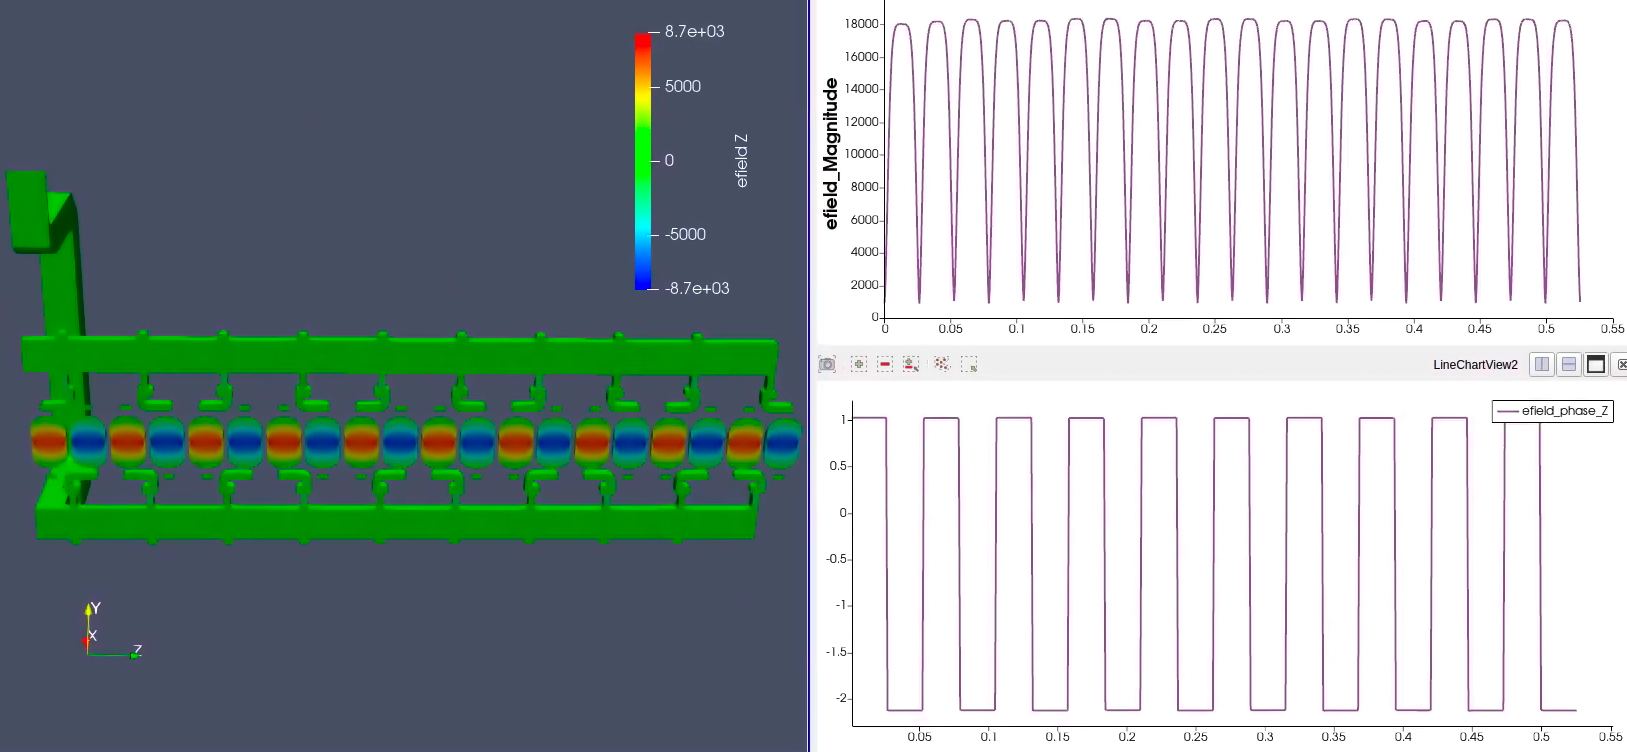 8.7e+03
5000
0
-5000
-8.7e+03
efield Z
Y
X
Z
efield_Magnitude
18000
16000
14000
12000
10000
8000
6000
4000
2000
0
0 0.05 0.1 0.15 0.2 0.25 0.3 0.35 0.4 0.45 0.5 0.55
LineChartView2
efield_phase_Z
1
0.5
0
-0.5
-1
-1.5
-2
0.05 0.1 0.15 0.2 0.25 0.3 0.35 0.4 0.45 0.5 0.55